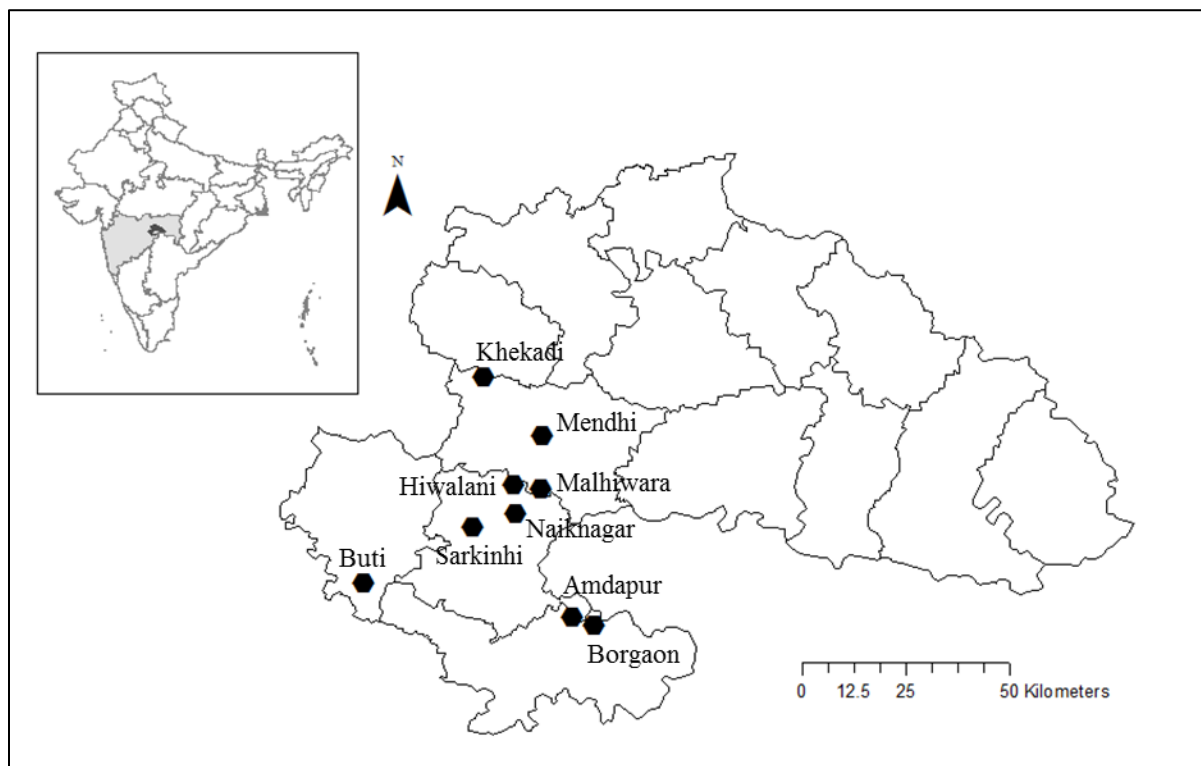 N
Khekadi
Mendhi
Hiwalani
Malhiwara
Naiknagar
Sarkinhi
Buti
Amdapur
Borgaon
0 12.5 25 50 Kilometers